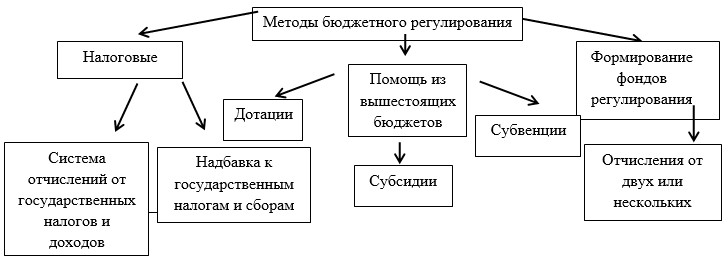 Методы бюджетного регулирования
Налоговые
Помощь из
вышестоящих
бюджетов
Формирование
фондов
регулирования
Дотации
Субвенции
Субсидии
Система
отчислений от
государственных
налогов и
доходов
Надбавка к
государственным
налогам и сборам
Отчисления от
двух или
нескольких